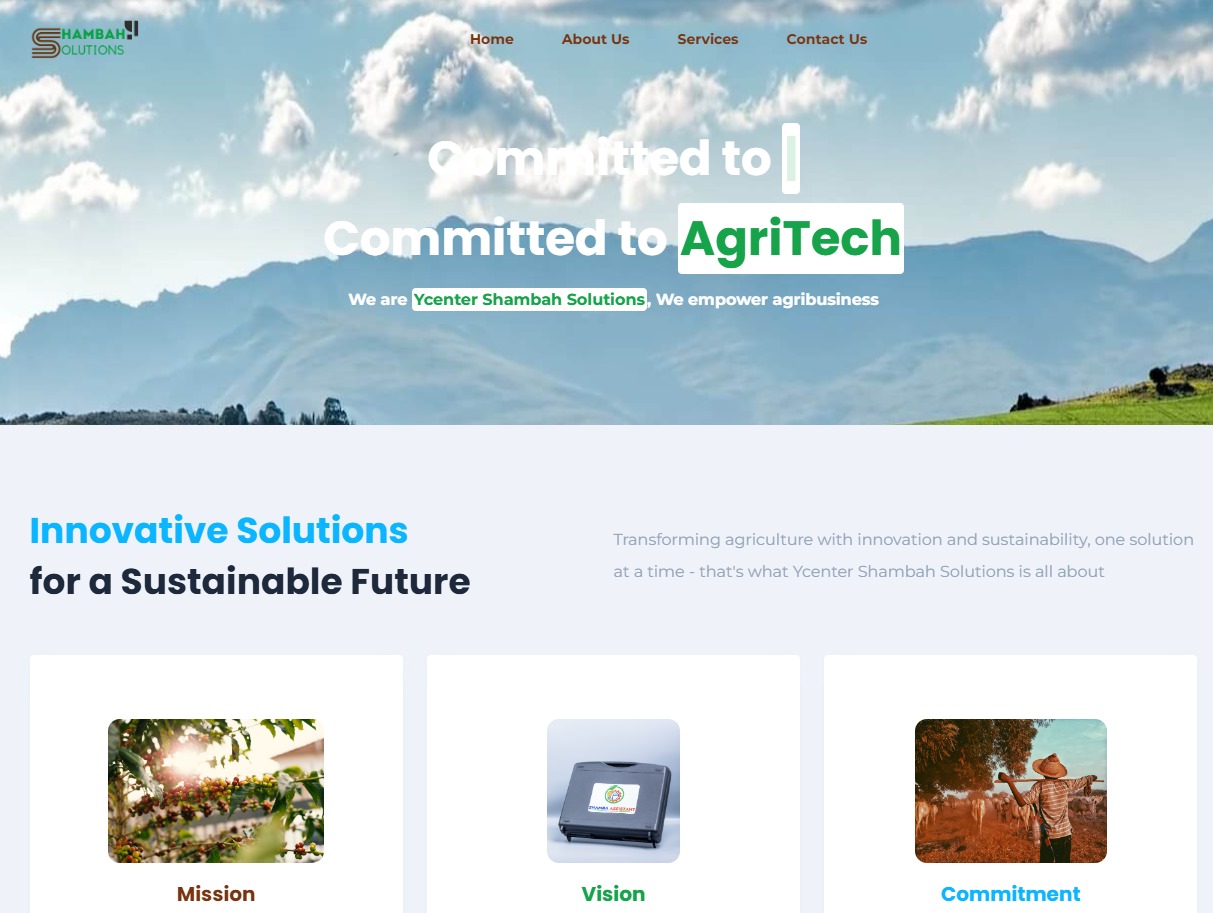 SHAMBAH
SOLUTIONS
Home
About Us
Services
Contact Us
Committed to
Committed to AgriTech
We are Ycenter Shambah Solutions, We empower agribusiness
Innovative Solutions
for a Sustainable Future
Transforming agriculture with innovation and sustainability, one solution
at a time - that's what Ycenter Shambah Solutions is all about
SHAMBA ASSISTANT
Mission
Vision
Commitment